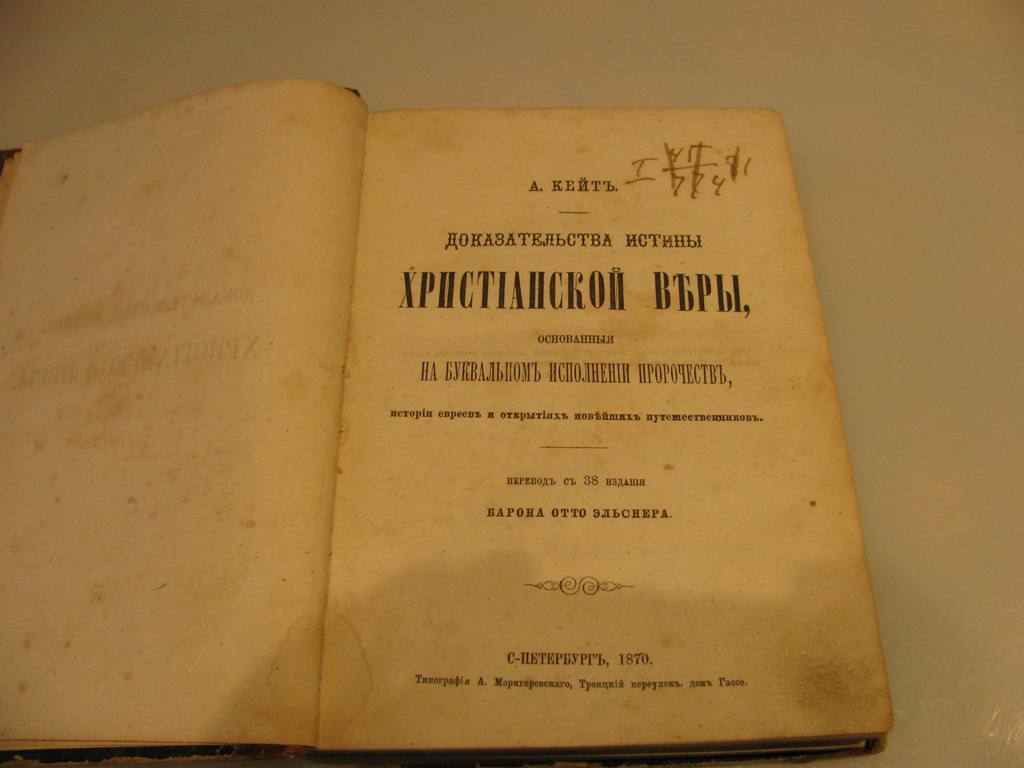 А. КЕЙТЪ.
ДОКАЗАТЕЛЬСТВА ИСТИНЫ
ХРИСТІАНСКОЙ ВѢРЫ,
ОСНОВАННЫЯ
НА БУКВАЛЬНОМЪ ИСПОЛНЕНІИ ПРОРОЧЕСТВЪ,
исторіи евреевъ и открытіяхъ новѣйшихъ путешественниковъ.
ПЕРЕВОДЪ СЪ 38 ИЗДАНІЯ
БАРОНА ОТТО ЭЛЬСНЕРА.
С-ПЕТЕРБУРГЪ, 1870.
Типографія А. Моригеровскаго, Троицкій переулокъ. домъ Гассе.